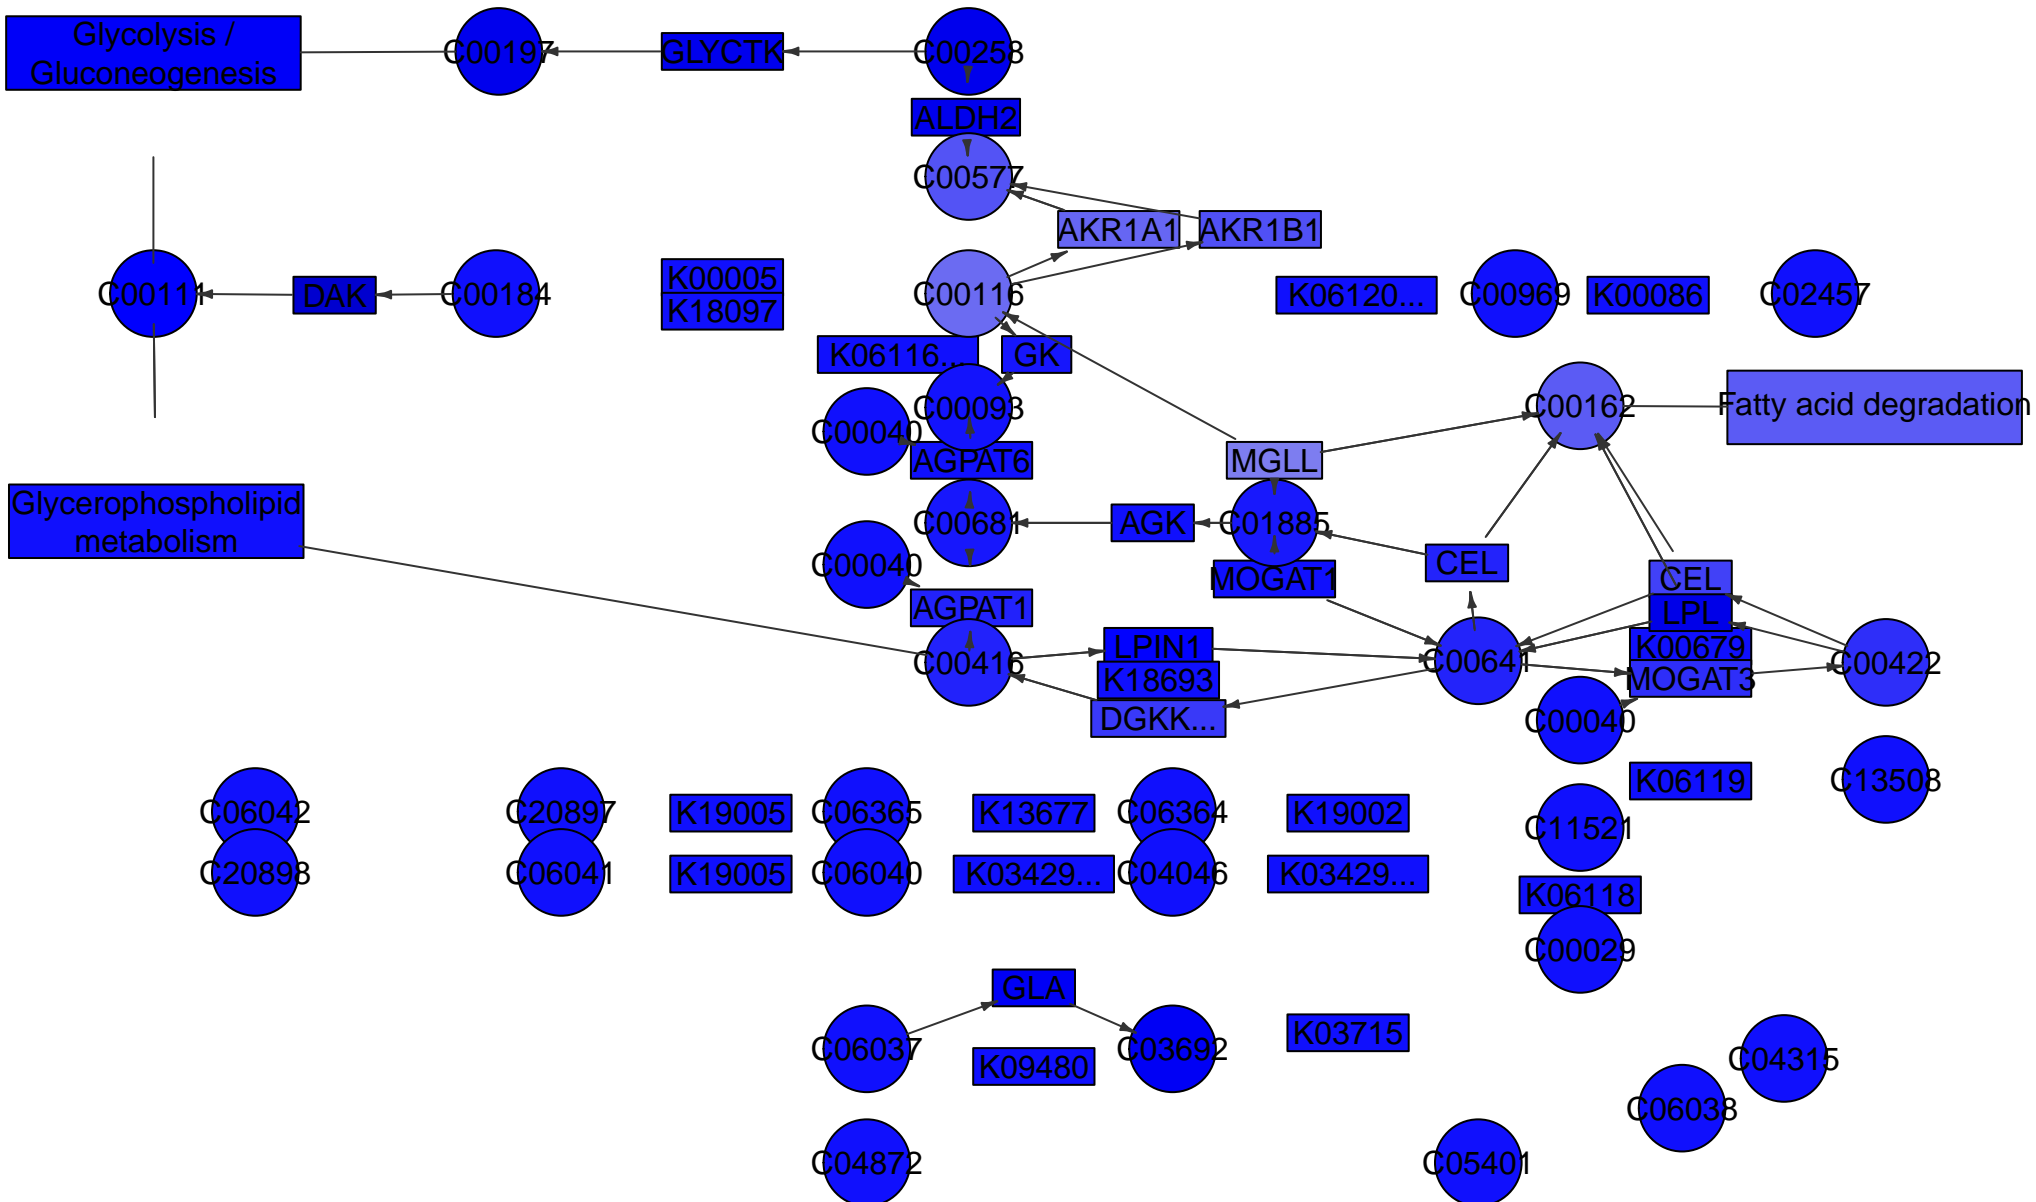 Glycolysis /
Gluconeogenesis
C00197
GLYCTK
C00258
ALDH2
C00577
AKR1A1
AKR1B1
C00111
DAK
C00184
K00005
K18097
C00116
K06120...
C00969
K00086
C02457
K06116...
GK
C00093
C00040
C00162
Fatty acid degradation
AGPAT6
MGLL
Glycerophospholipid
metabolism
C00681
AGK
C01885
C00040
CEL
MOGAT1
CEL
AGPAT1
LPL
LPIN1
K00679
C00416
C00641
C00422
K18693
MOGAT3
DGKK...
C00040
K06119
C13508
C06042
C20897
K19005
C06365
K13677
C06364
K19002
C11521
C20898
C06041
K19005
C06040
K03429...
C04046
K03429...
K06118
C00029
GLA
C06037
C03692
K03715
K09480
C04315
C06038
C04872
C05401